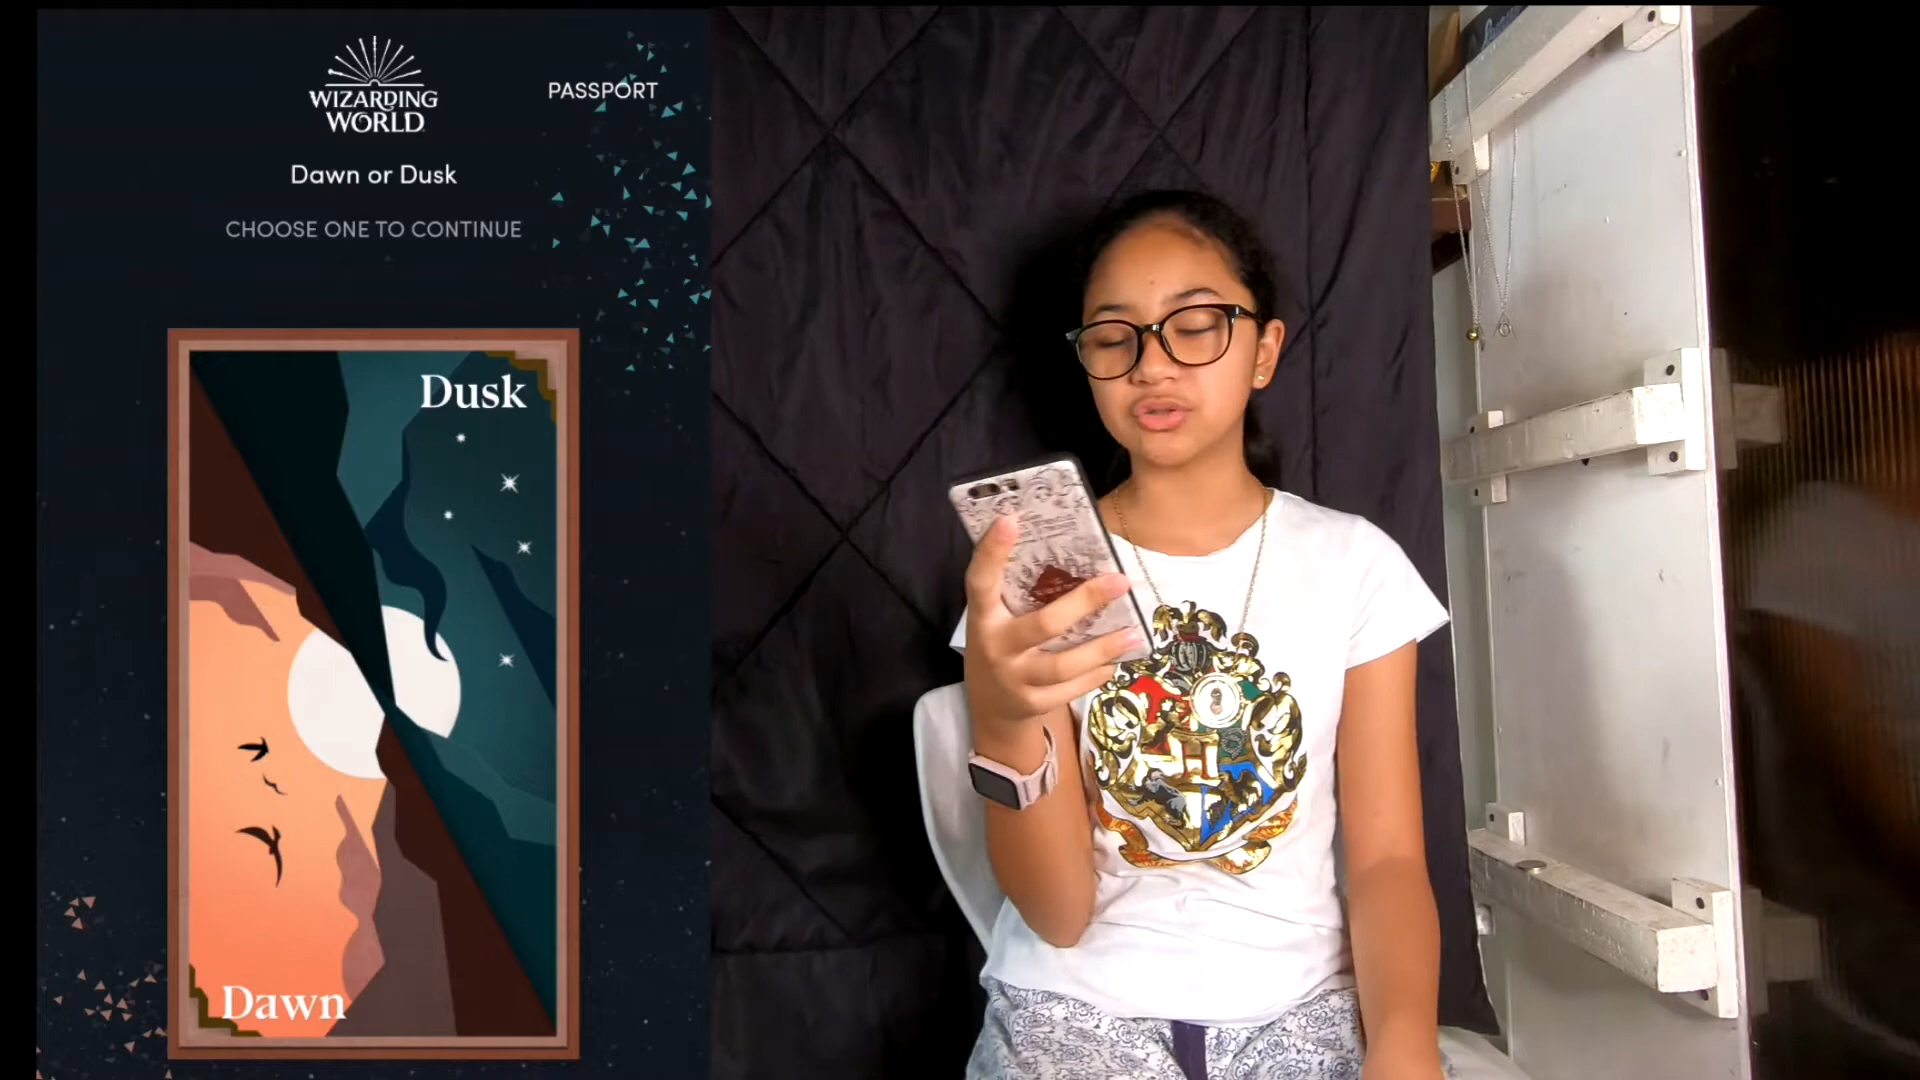 WIZARDING
WORLD
PASSPORT
Dawn or Dusk
CHOOSE ONE TO CONTINUE
Dusk
Dawn
H